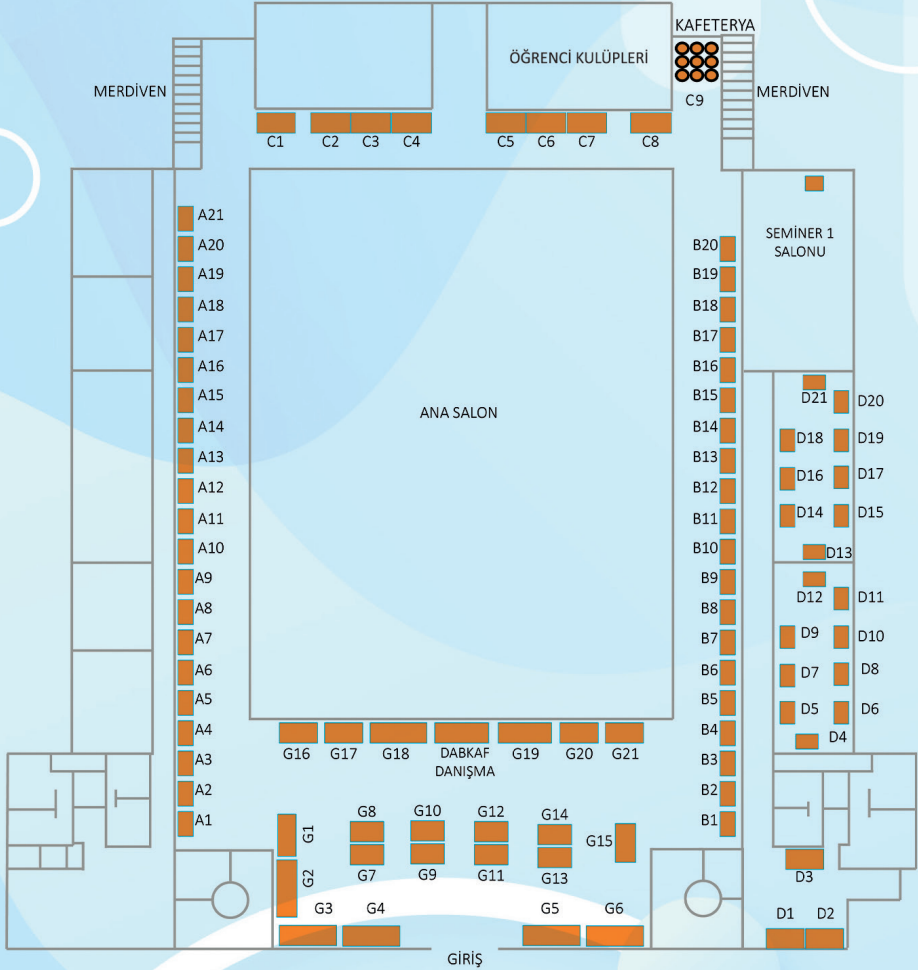 KAFETERYA
ÖĞRENCİ KULÜPLERİ
MERDİVEN
C9
MERDİVEN
C1
C2
C3
C4
C5
C6
C7
C8
SEMİNER 1
SALONU
ANA SALON
A21
A20
A19
A18
A17
A16
A15
A14
A13
A12
A11
A10
A9
A8
A7
A6
A5
A4
A3
A2
A1
B20
B19
B18
B17
B16
B15
B14
B13
B12
B11
B10
B9
B8
B7
B6
B5
B4
B3
B2
B1
D21
D20
D18
D19
D16
D17
D14
D15
D13
D12
D11
D9
D10
D7
D8
D5
D6
D4
G16
G17
G18
DABKAF
DANIŞMA
G19
G20
G21
G1
G8
G10
G12
G14
G15
G2
G7
G9
G11
G13
D3
G3
G4
G5
G6
D1
D2
GİRİŞ